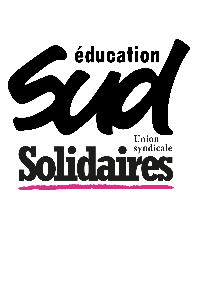 éducation
Sud
Union
syndicale
Solidaires